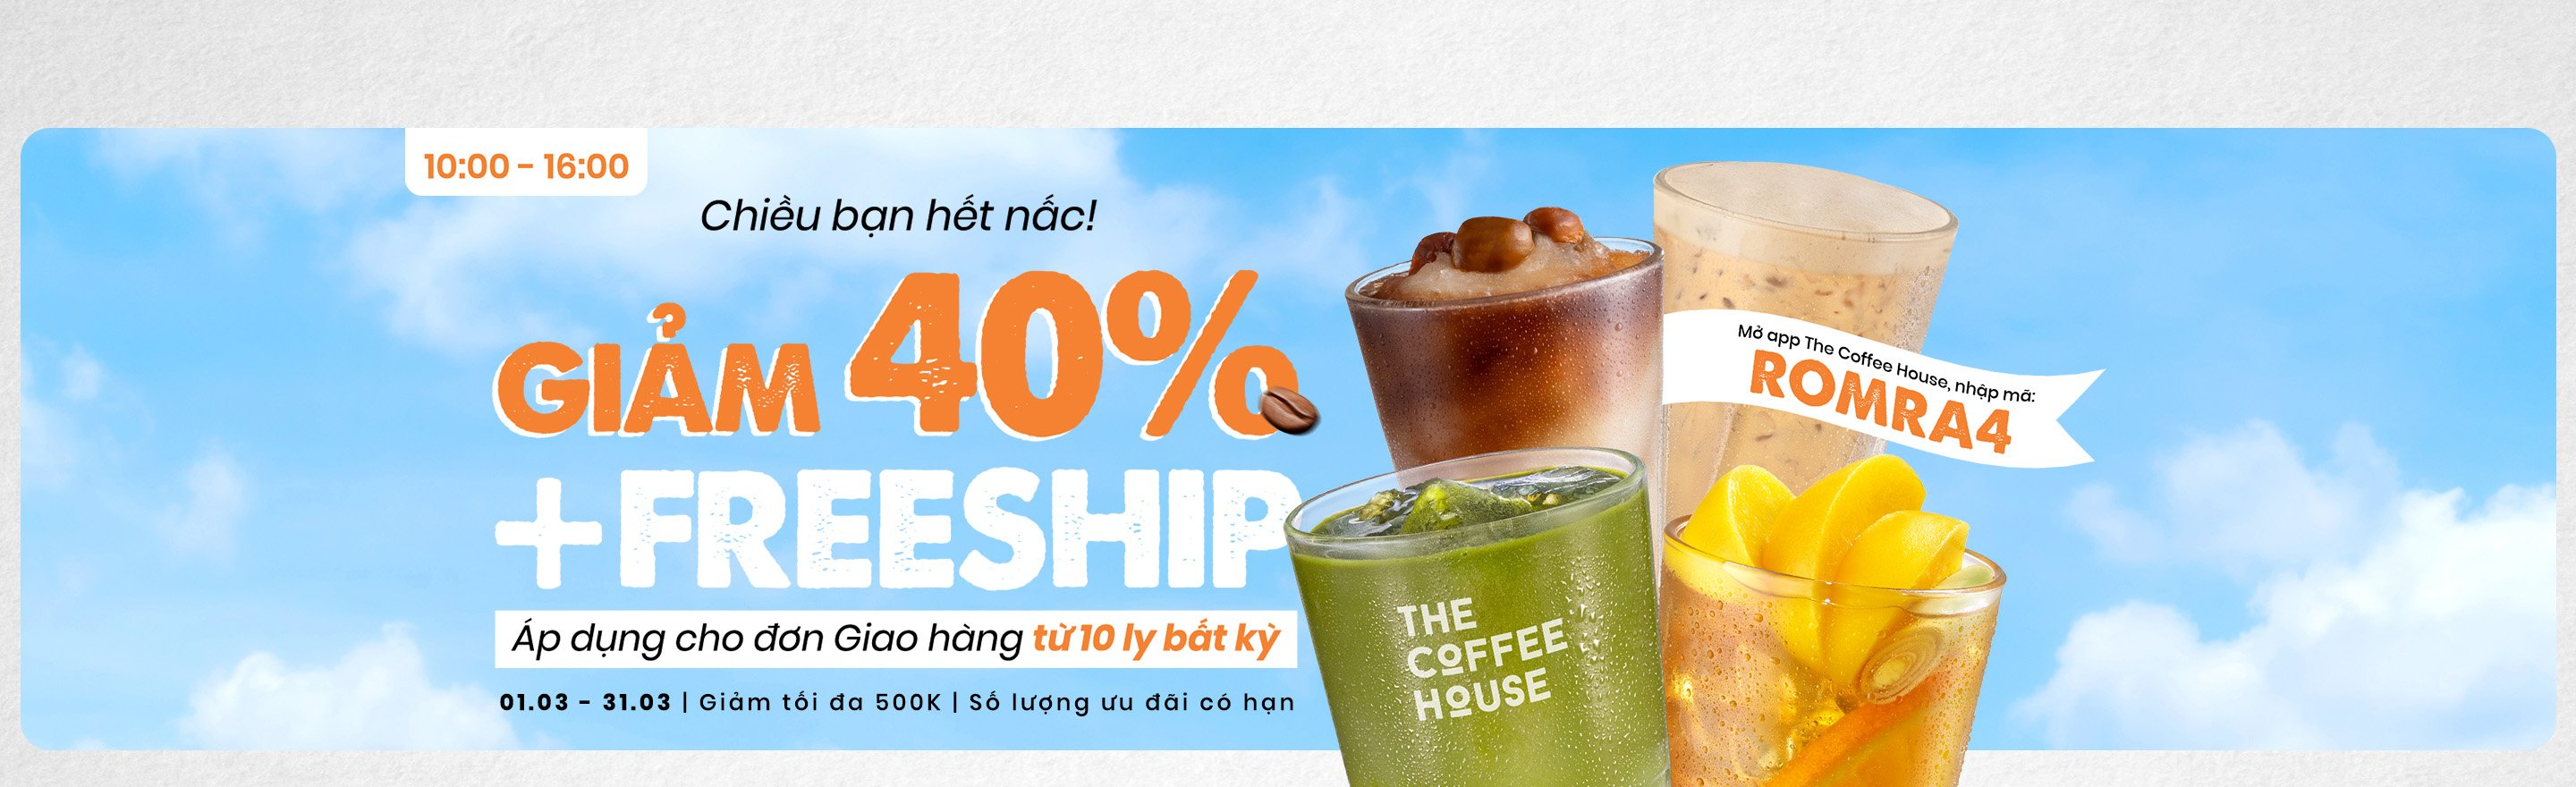 10:00 - 16:00
Chiều bạn hết nấc!
GIẢM 40%
+FREESHIP
Áp dụng cho đơn Giao hàng từ 10 ly bất kỳ
01.03 - 31.03 | Giảm tối đa 500K | Số lượng ưu đãi có hạn
Mở app The Coffee House, nhập mã:
ROMRA4
THE
COFFEE
HOUSE